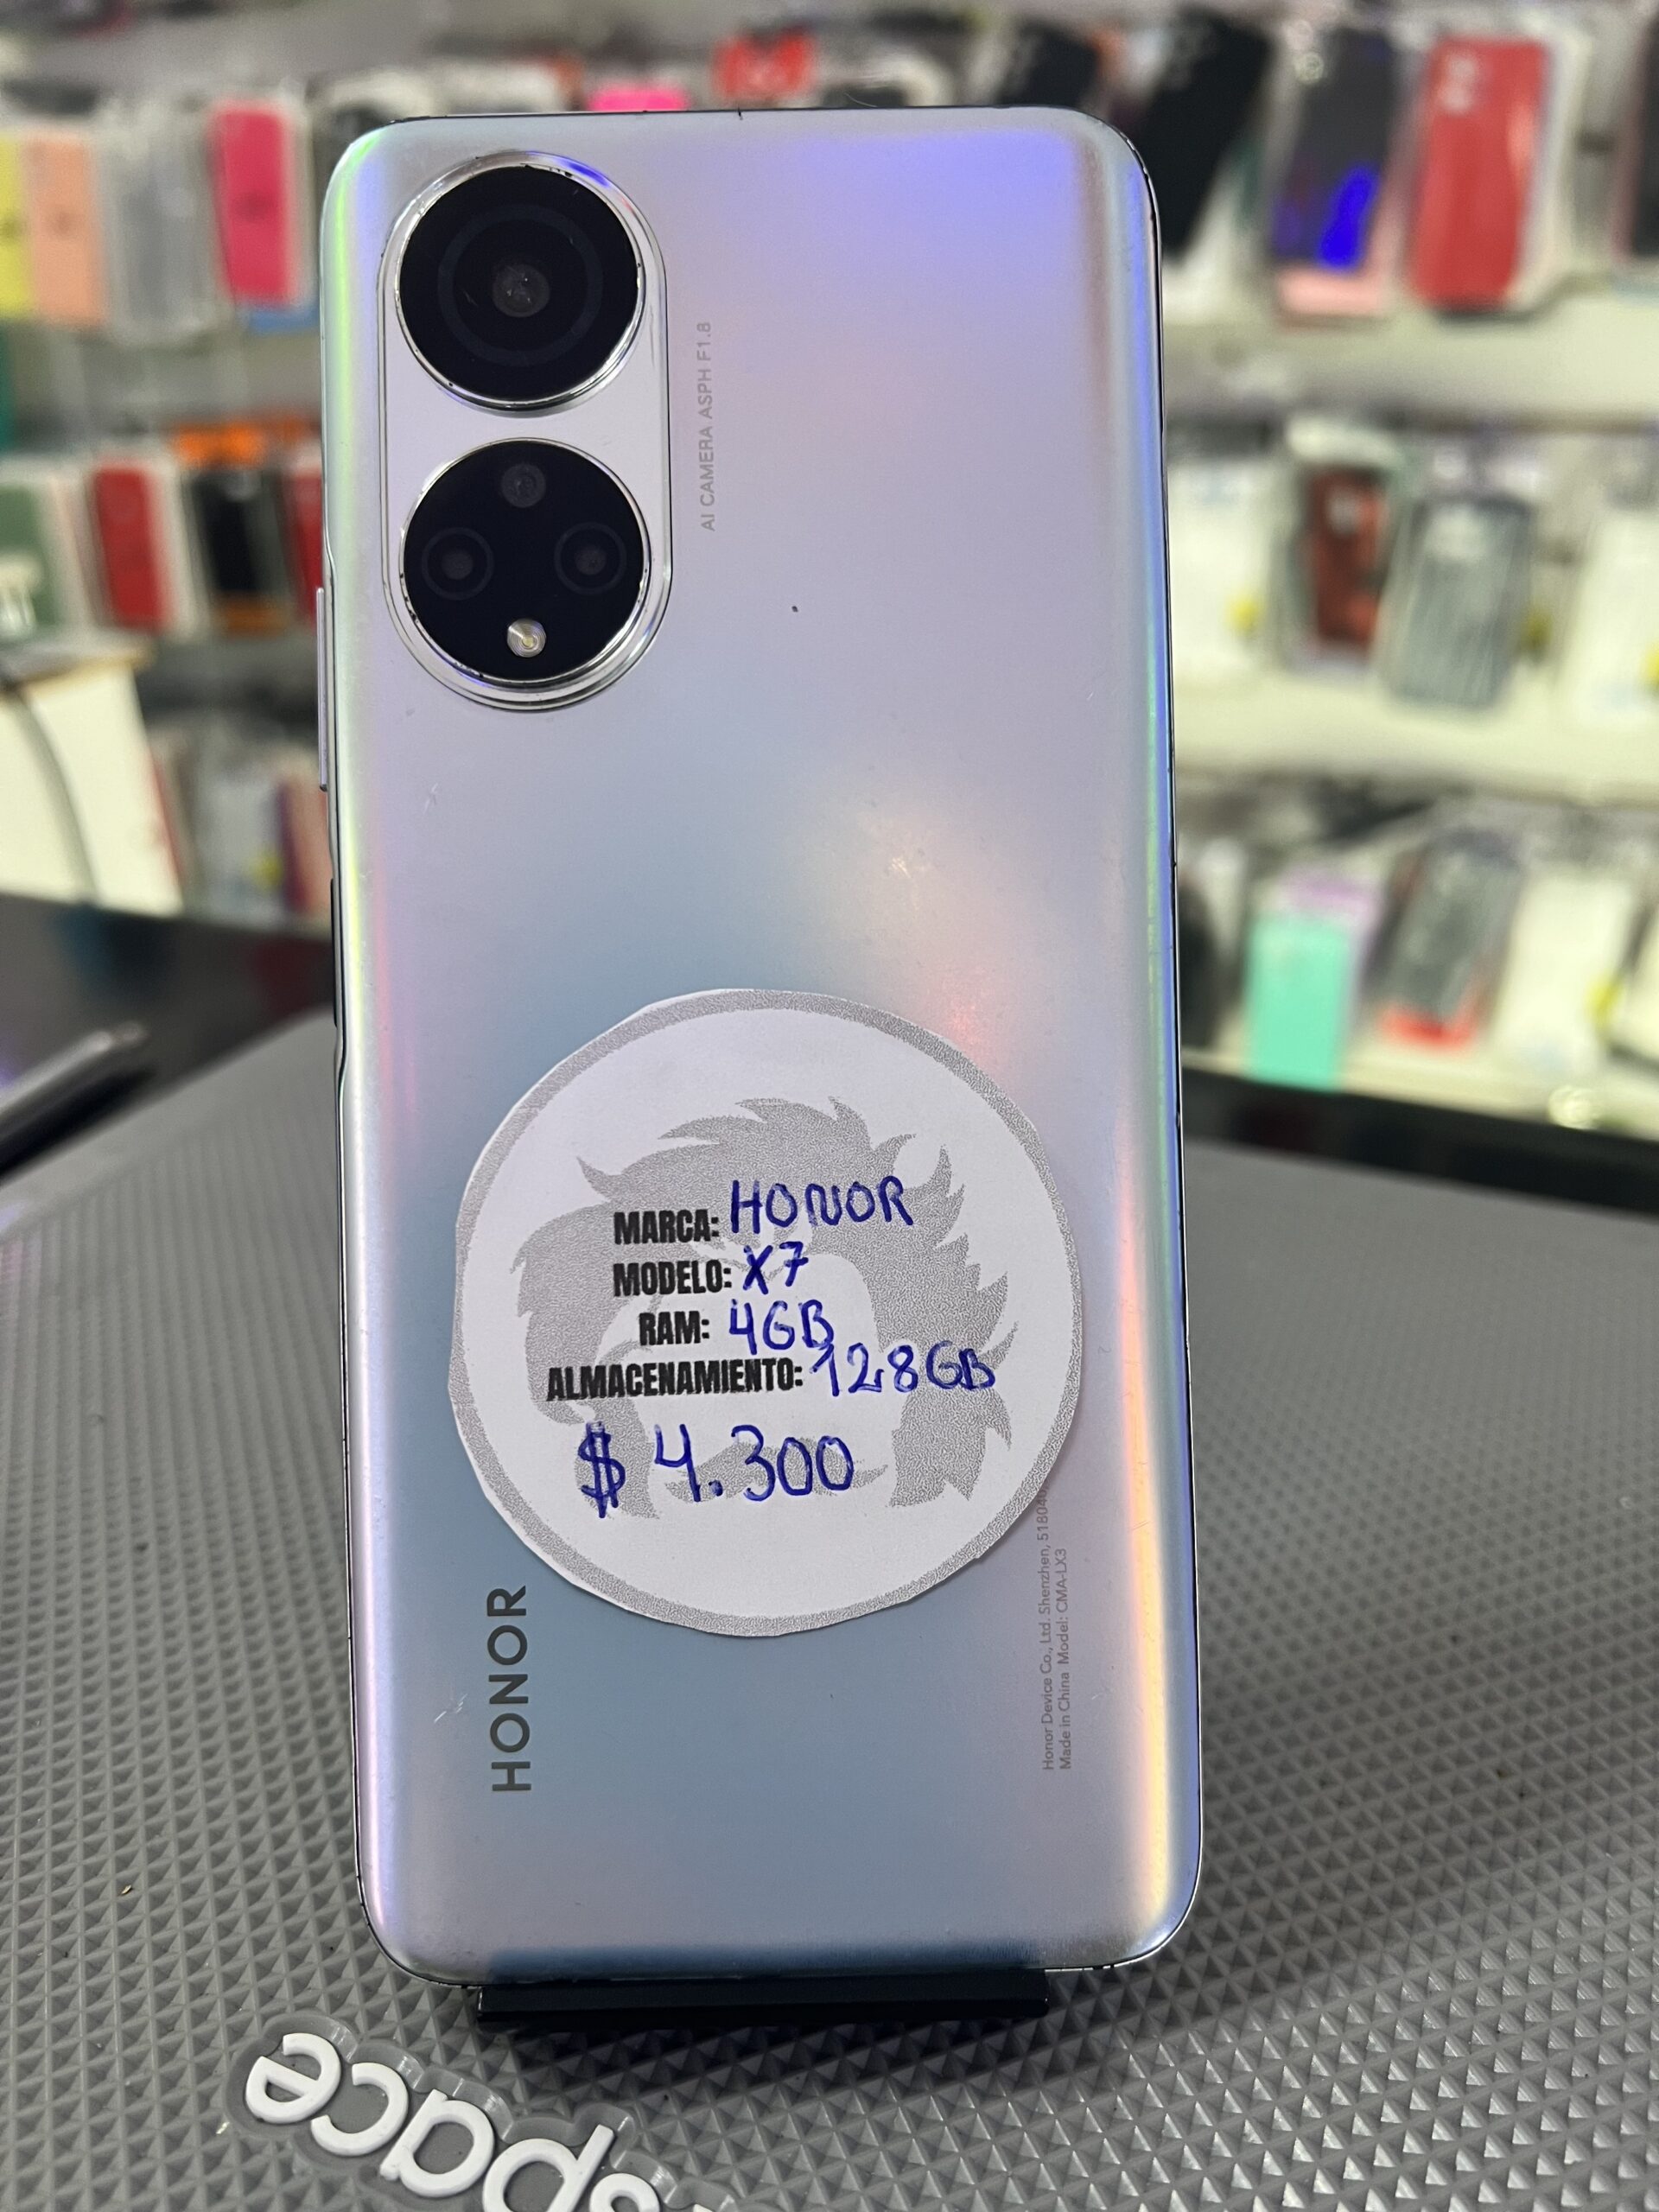 AI CAMERA ASPH F1.8
MARCA: HONOR
MODELO: X7
RAM: 4GB
ALMACENAMIENTO: 128GB
$ 4.300
HONOR
Honor Device Co., Ltd. Shenzhen, 51804
Made in China Model: CMA-LX3
space